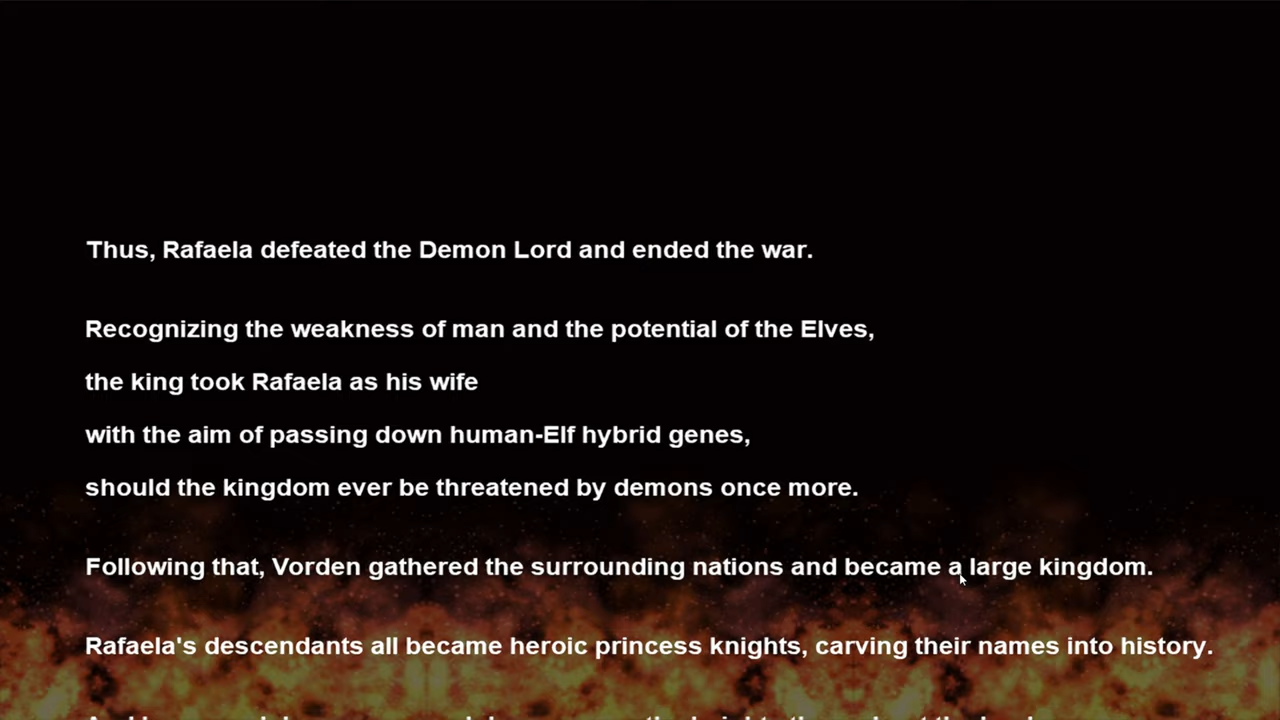 Thus, Rafaela defeated the Demon Lord and ended the war.
Recognizing the weakness of man and the potential of the Elves,
the king took Rafaela as his wife
with the aim of passing down human-Elf hybrid genes,
should the kingdom ever be threatened by demons once more.
Following that, Vorden gathered the surrounding nations and became a large kingdom.
Rafaela's descendants all became heroic princess knights, carving their names into history.